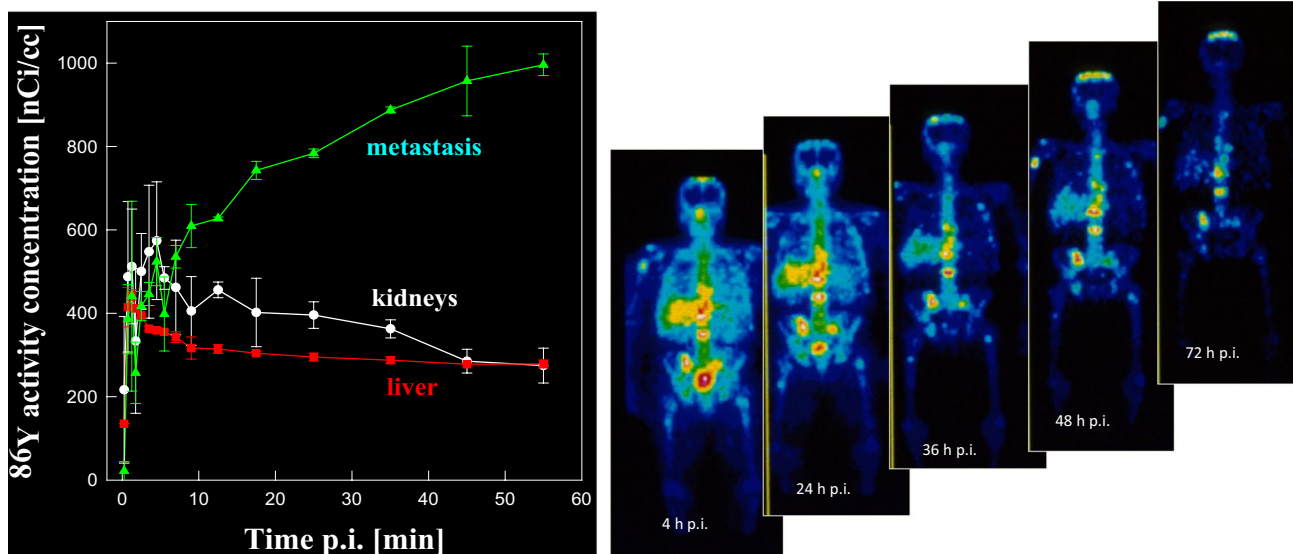 86Y activity concentration [nCi/cc]
1000
800
600
400
200
0
metastasis
kidneys
liver
0 10 20 30 40 50 60
Time p.i. [min]
4 h p.i.
24 h p.i.
36 h p.i.
48 h p.i.
72 h p.i.